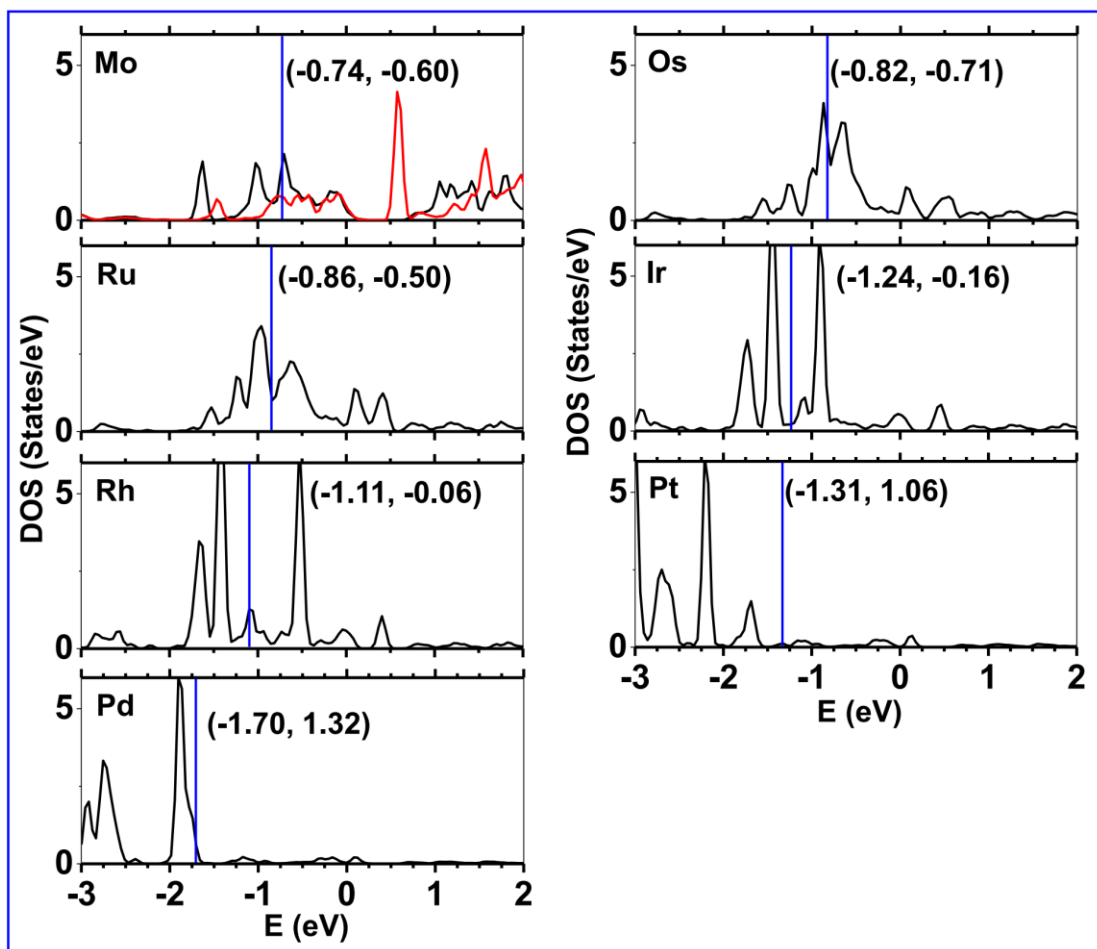 Mo
(-0.74, -0.60)
5
0
Ru
(-0.86, -0.50)
5
0
Rh
(-1.11, -0.06)
5
0
Pd
(-1.70, 1.32)
5
0
-3 -2 -1 0 1 2
E (eV)
DOS (States/eV)
Os
(-0.82, -0.71)
5
0
Ir
(-1.24, -0.16)
5
0
Pt
(-1.31, 1.06)
5
0
-3 -2 -1 0 1 2
E (eV)
DOS (States/eV)